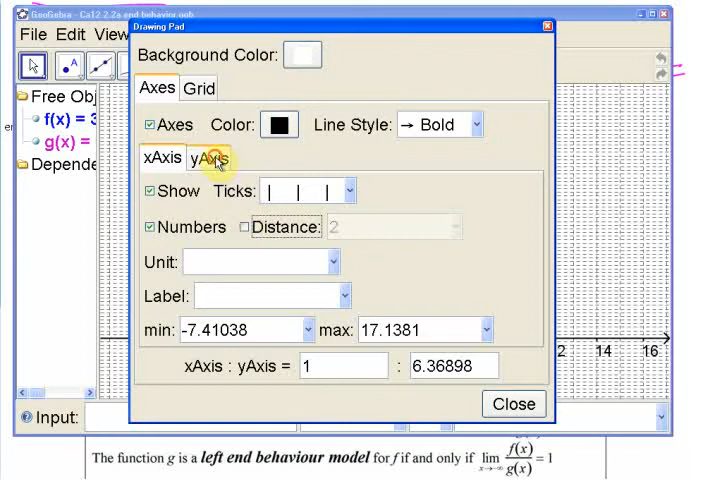 GeoGebra - Ca12 2.2a end behavior.ggb
Drawing Pad
File Edit View
Background Color:
Axes Grid
Free Obj
f(x) = 3
g(x) =
Depende
Axes Color: Line Style: → Bold
xAxis yAxis
Show Ticks: | | |
Numbers Distance: 2
Unit:
Label:
min: -7.41038 max: 17.1381
2 14 16
xAxis : yAxis = 1 : 6.36898
Close
Input:
The function g is a left end behaviour model for f if and only if lim x→-∞ f(x)/g(x) = 1